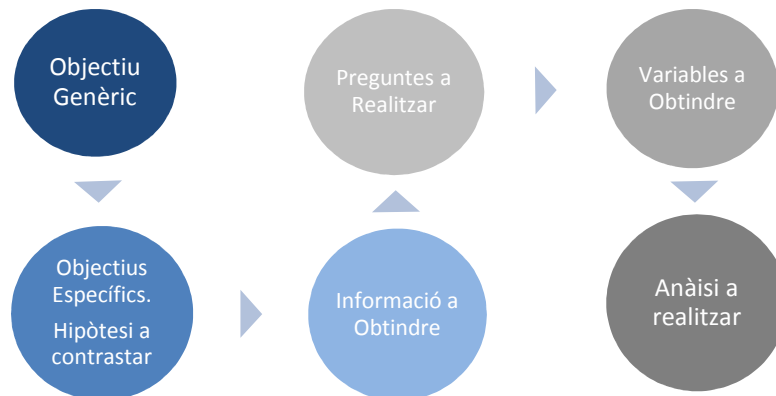 Objectiu
Genèric
Objectius
Específics.
Hipòtesi a
contrastar
Informació a
Obtindre
Preguntes a
Realitzar
Variables a
Obtindre
Anàisi a
realitzar